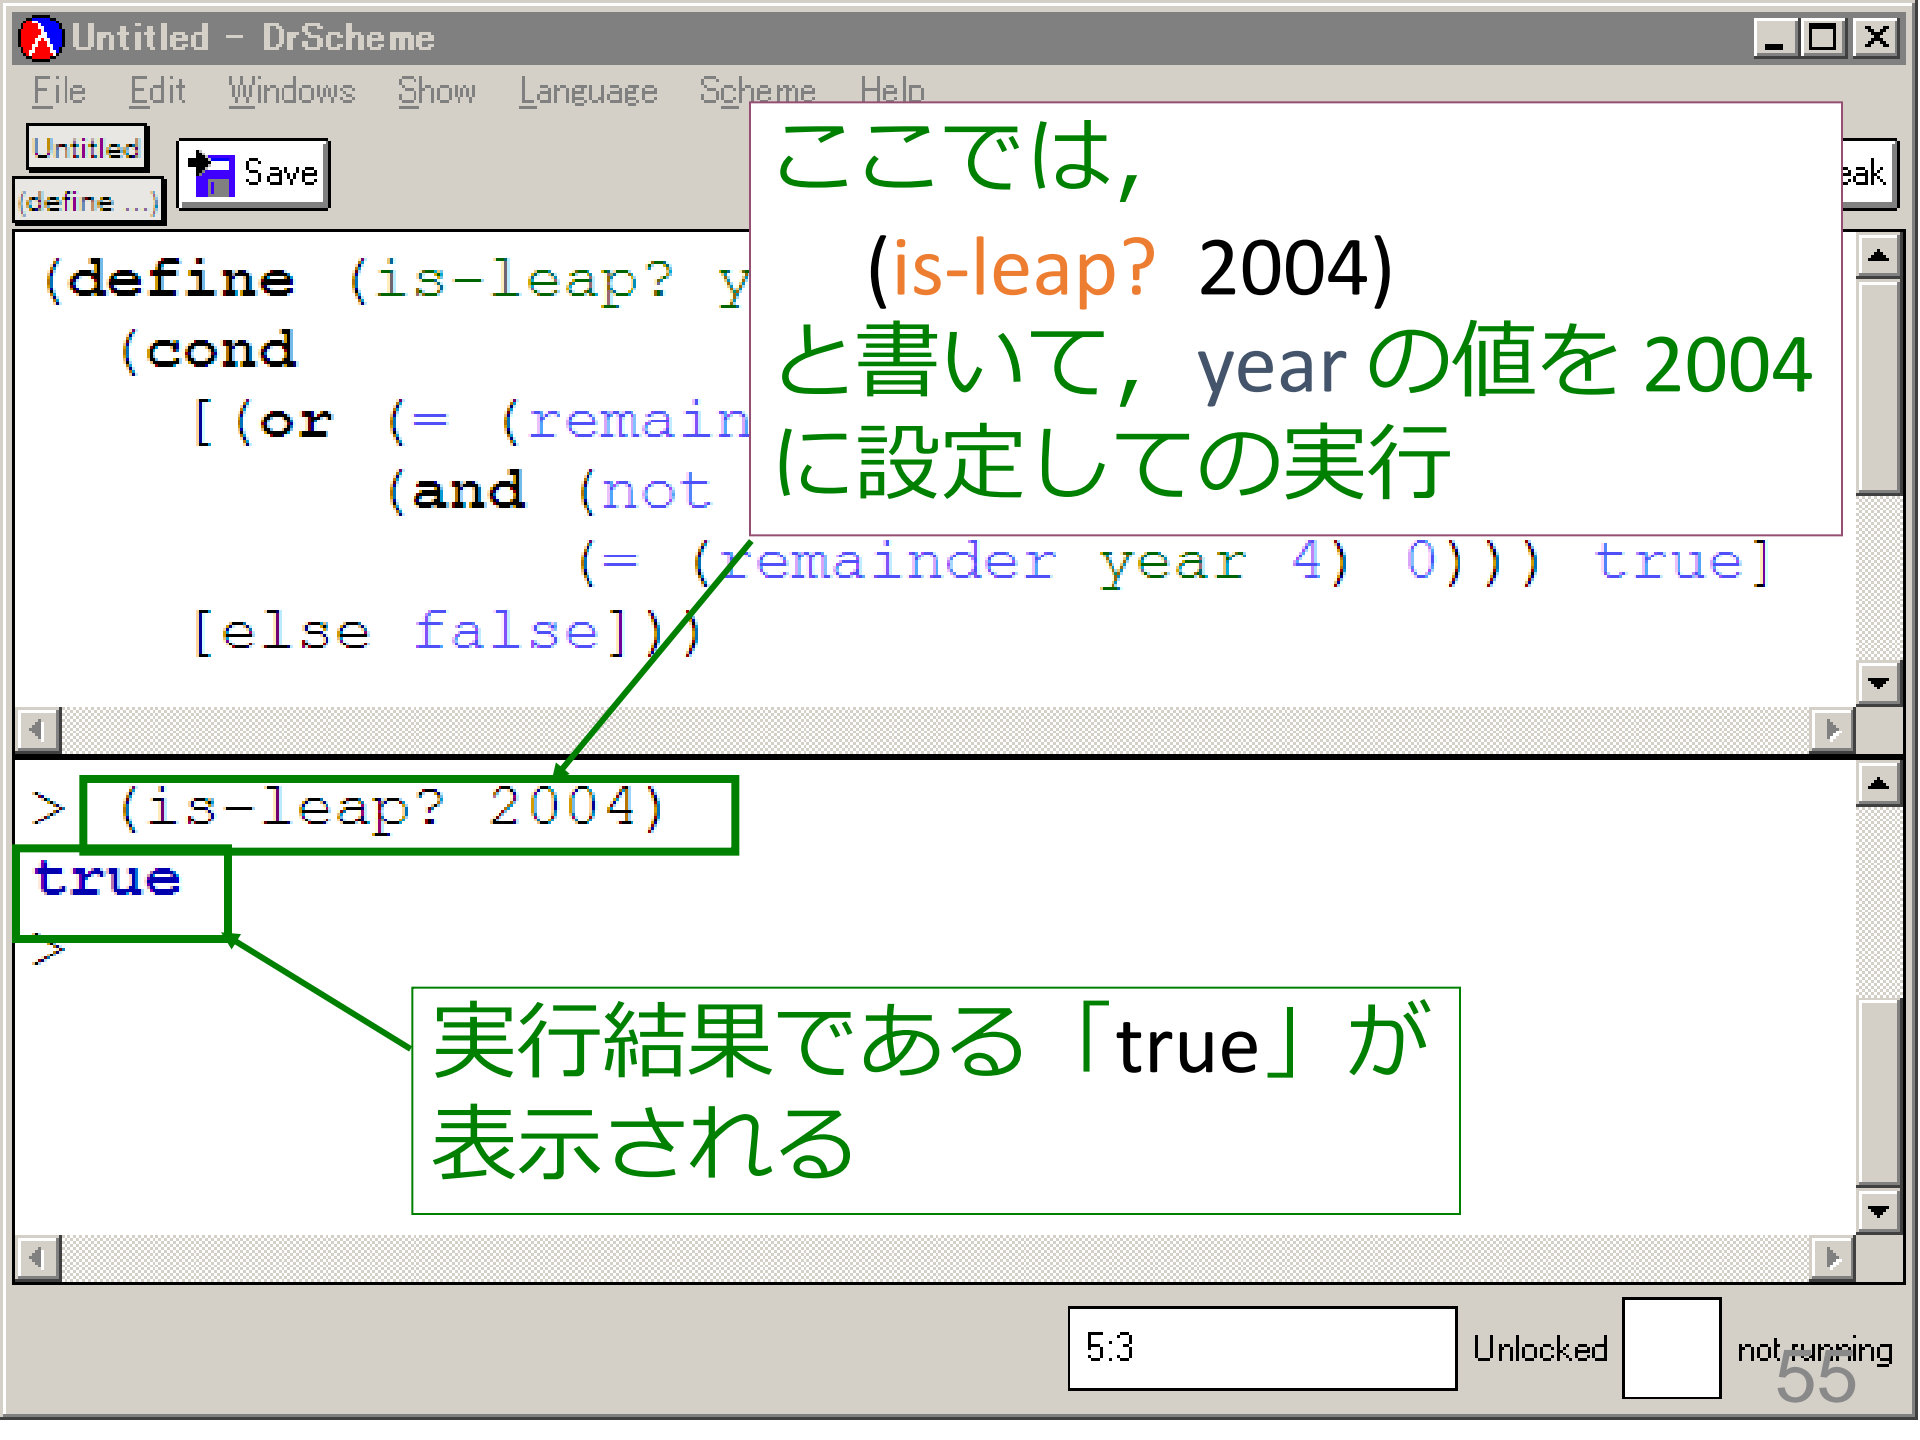 Untitled - DrScheme
File Edit Windows Show Language Scheme Help
Untitled
(define ...)
Save
ここでは,
(is-leap? 2004)
と書いて, year の値を 2004
に設定しての実行
(define (is-leap? y
(cond
[(or (= (remain
(and (not
(= (remainder year 4) 0))) true]
[else false]))
> (is-leap? 2004)
true
>
実行結果である「true」が
表示される
5:3
Unlocked
not running
55